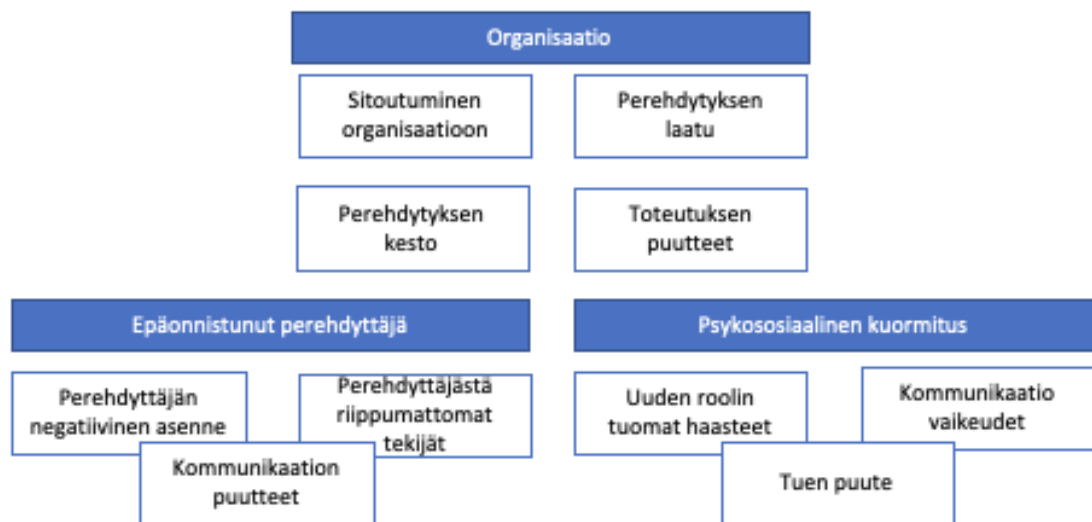 Organisaatio
Sitoutuminen
organisaatioon
Perehdytyksen
laatu
Perehdytyksen
kesto
Toteutuksen
puutteet
Epäonnistunut perehdyttäjä
Perehdyttäjän
negatiivinen asenne
Perehdyttäjästä
riippumattomat
tekijät
Kommunikaation
puutteet
Psykososiaalinen kuormitus
Uuden roolin
tuomat haasteet
Kommunikaatio
vaikeudet
Tuen puute